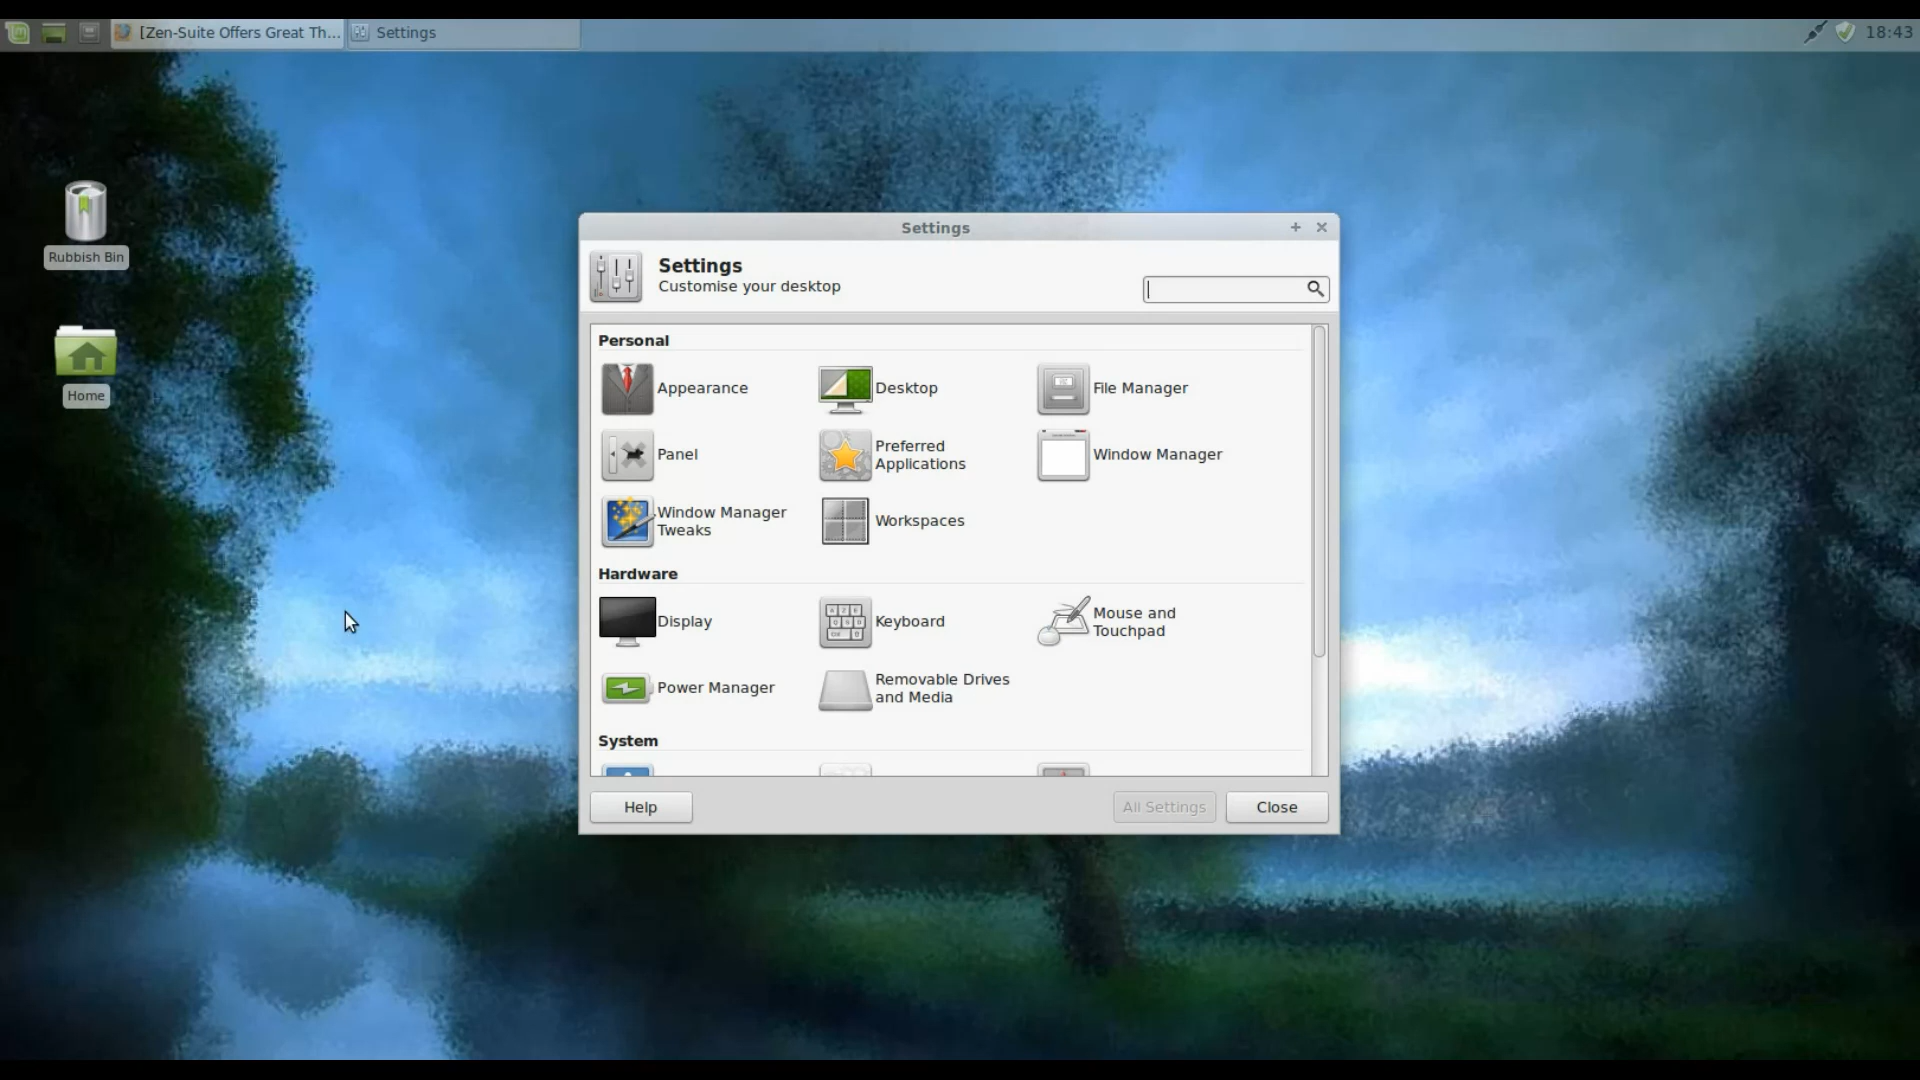 [Zen-Suite Offers Great Th...
Settings
18:43
Rubbish Bin
Home
Settings
Settings
Customise your desktop
Personal
Appearance
Desktop
File Manager
Panel
Preferred
Applications
Window Manager
Window Manager
Tweaks
Workspaces
Hardware
Display
Keyboard
Mouse and
Touchpad
Power Manager
Removable Drives
and Media
System
Help
All Settings
Close